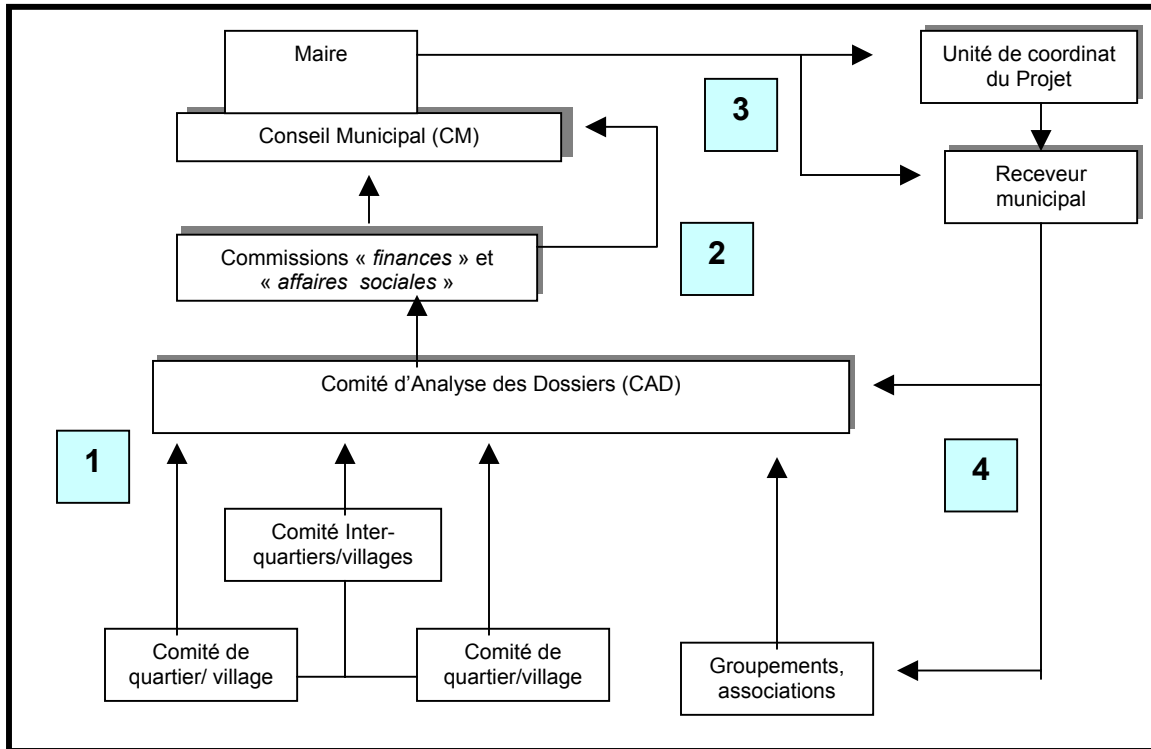 Maire
Unité de coordinat
du Projet
3
Conseil Municipal (CM)
Receveur
municipal
2
Commissions « finances » et
« affaires sociales »
Comité d'Analyse des Dossiers (CAD)
1
4
Comité Inter-
quartiers/villages
Comité de
quartier/ village
Comité de
quartier/village
Groupements,
associations